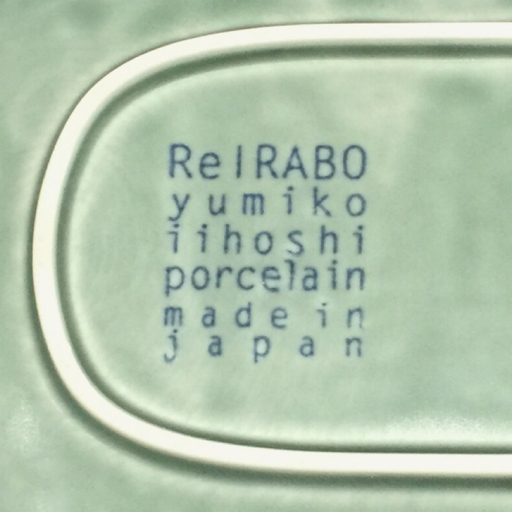 ReIRABO
yumiko
iihoshi
porcelain
made in
japan